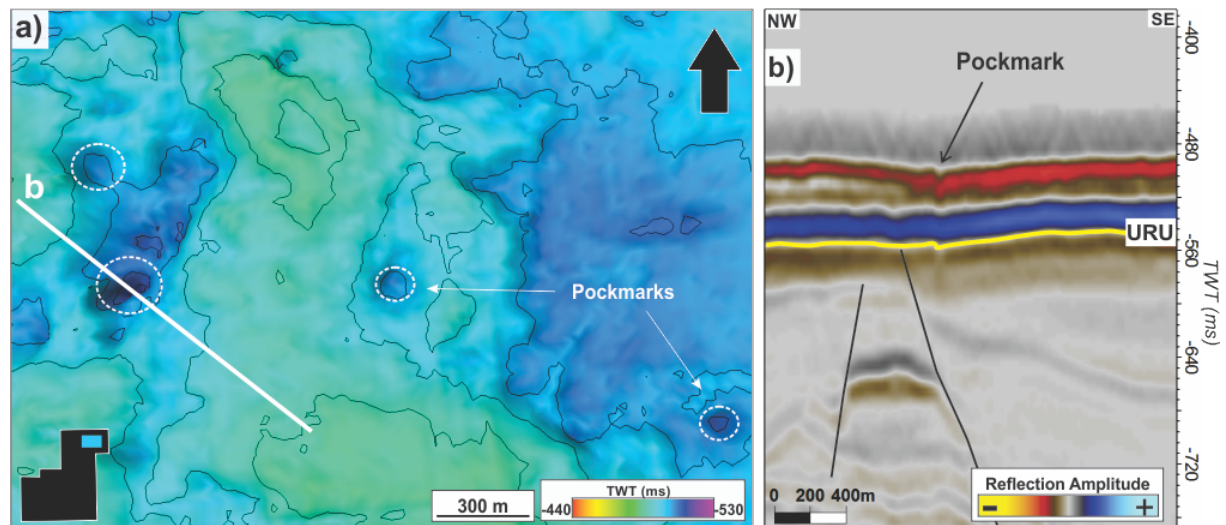 a)
b
Pockmarks
300 m
TWT (ms)
-440
-530
NW
SE
b)
Pockmark
URU
-400
-480
-560
-640
-720
TWT (ms)
0 200 400m
Reflection Amplitude
- +